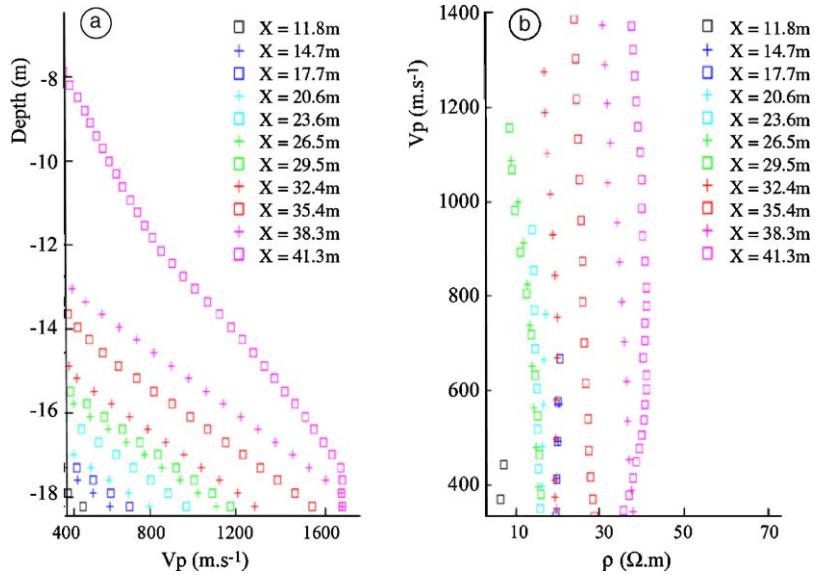 a
Depth (m)
-8
-10
-12
-14
-16
-18
400
800
1200
1600
Vp (m.s-1)
X = 11.8m
X = 14.7m
X = 17.7m
X = 20.6m
X = 23.6m
X = 26.5m
X = 29.5m
X = 32.4m
X = 35.4m
X = 38.3m
X = 41.3m
b
Vp (m.s-1)
1400
1200
1000
800
600
400
10
30
50
70
ρ (Ω.m)
X = 11.8m
X = 14.7m
X = 17.7m
X = 20.6m
X = 23.6m
X = 26.5m
X = 29.5m
X = 32.4m
X = 35.4m
X = 38.3m
X = 41.3m